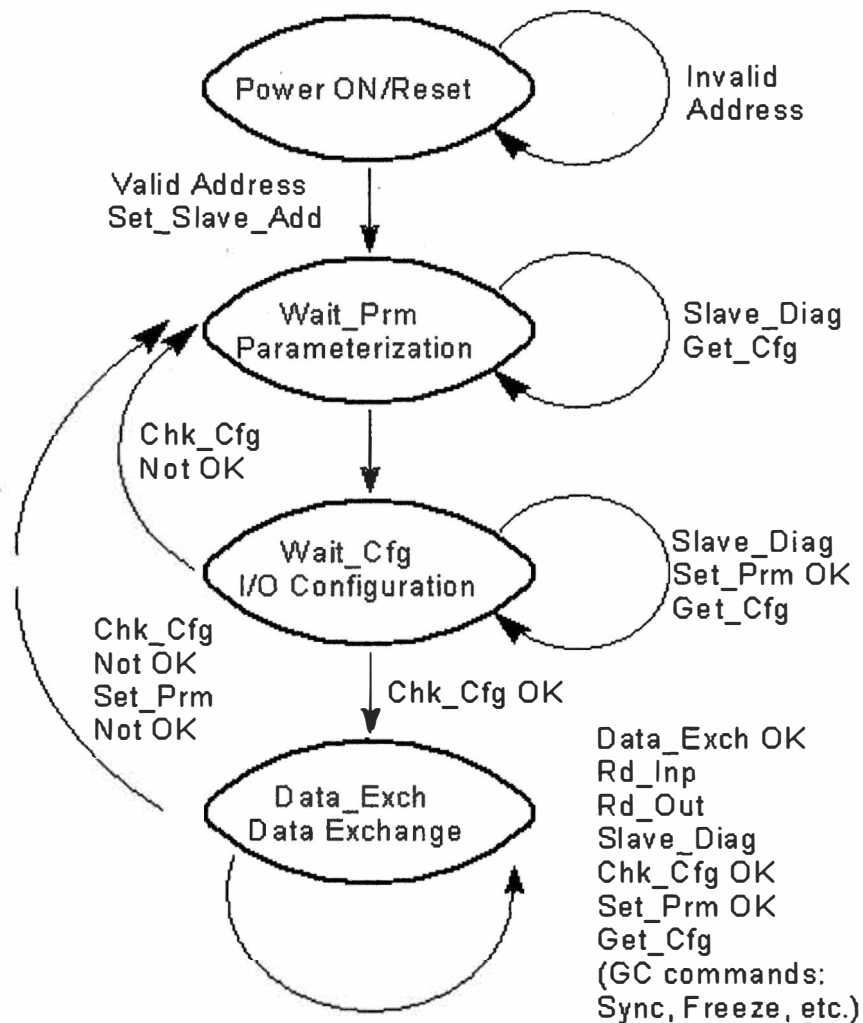 Power ON/Reset
Invalid
Address
Valid Address
Set_Slave_Add
Wait_Prm
Parameterization
Slave_Diag
Get_Cfg
Chk_Cfg
Not OK
Wait_Cfg
I/O Configuration
Slave_Diag
Set_Prm OK
Get_Cfg
Chk_Cfg
Not OK
Set_Prm
Not OK
Chk_Cfg OK
Data_Exch
Data Exchange
Data_Exch OK
Rd_Inp
Rd_Out
Slave_Diag
Chk_Cfg OK
Set_Prm OK
Get_Cfg
(GC commands:
Sync, Freeze, etc.)